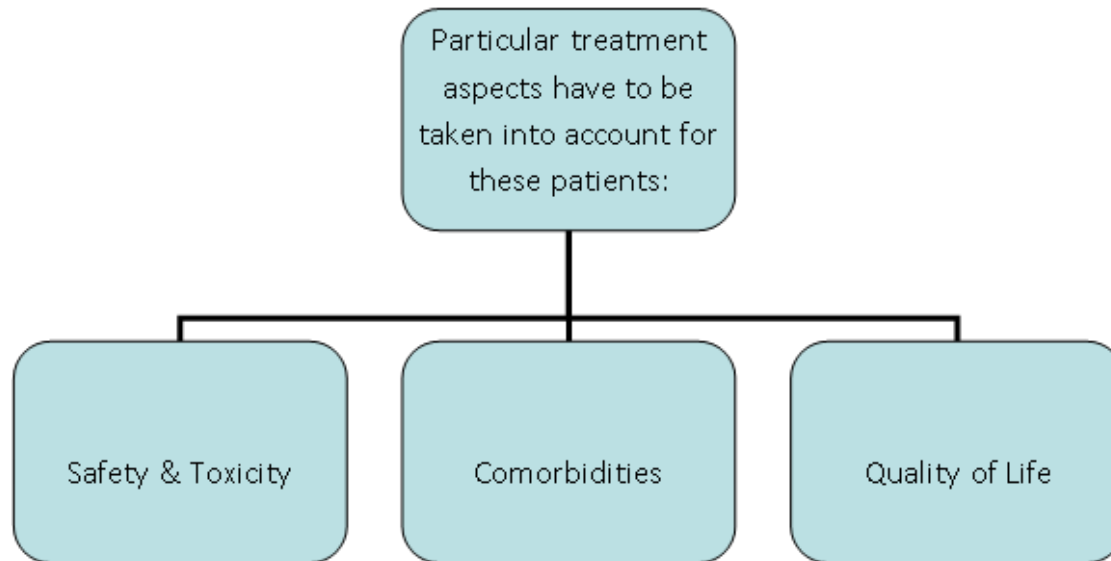 Particular treatment
aspects have to be
taken into account for
these patients:
Safety & Toxicity
Comorbidities
Quality of Life